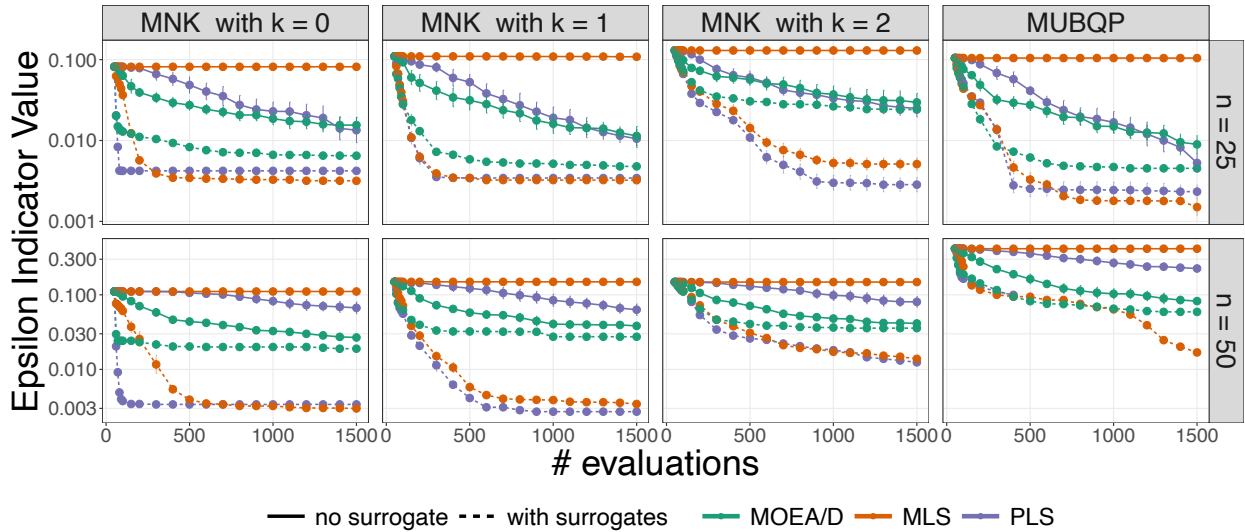 MNK with k = 0
MNK with k = 1
MNK with k = 2
MUBQP
Epsilon Indicator Value
0.100
0.010
0.001
n = 25
0.300
0.100
0.030
0.010
0.003
n = 50
0 500 1000 1500
0 500 1000 1500
0 500 1000 1500
0 500 1000 1500
# evaluations
no surrogate with surrogates MOEA/D MLS PLS